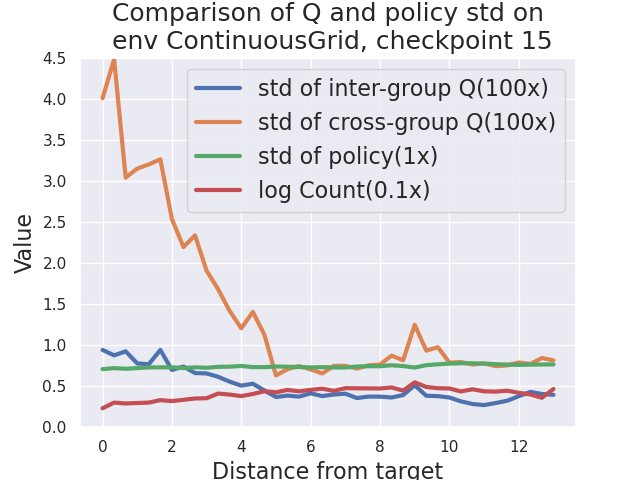 Comparison of Q and policy std on
env ContinuousGrid, checkpoint 15
std of inter-group Q(100x)
std of cross-group Q(100x)
std of policy(1x)
log Count(0.1x)
Value
4.5
4.0
3.5
3.0
2.5
2.0
1.5
1.0
0.5
0.0
0 2 4 6 8 10 12
Distance from target